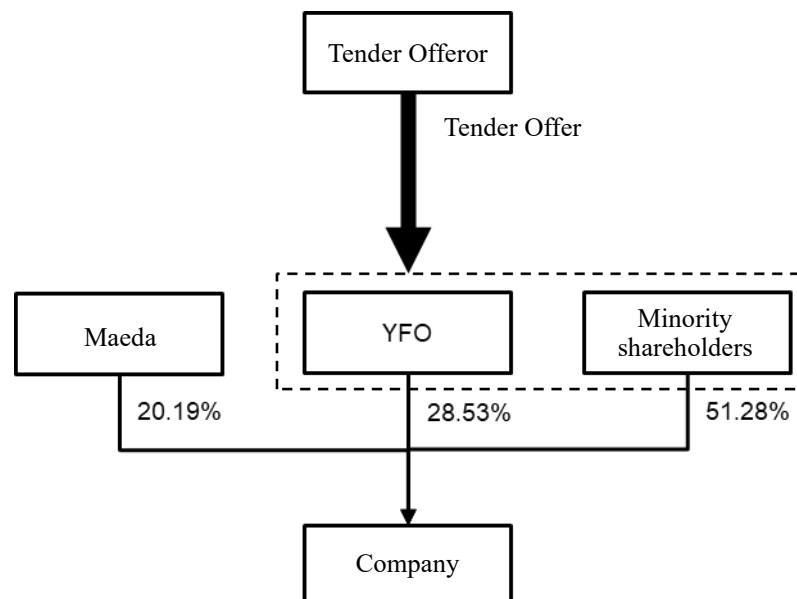 Tender Offeror
Tender Offer
Maeda
YFO
Minority
shareholders
20.19%
28.53%
51.28%
Company